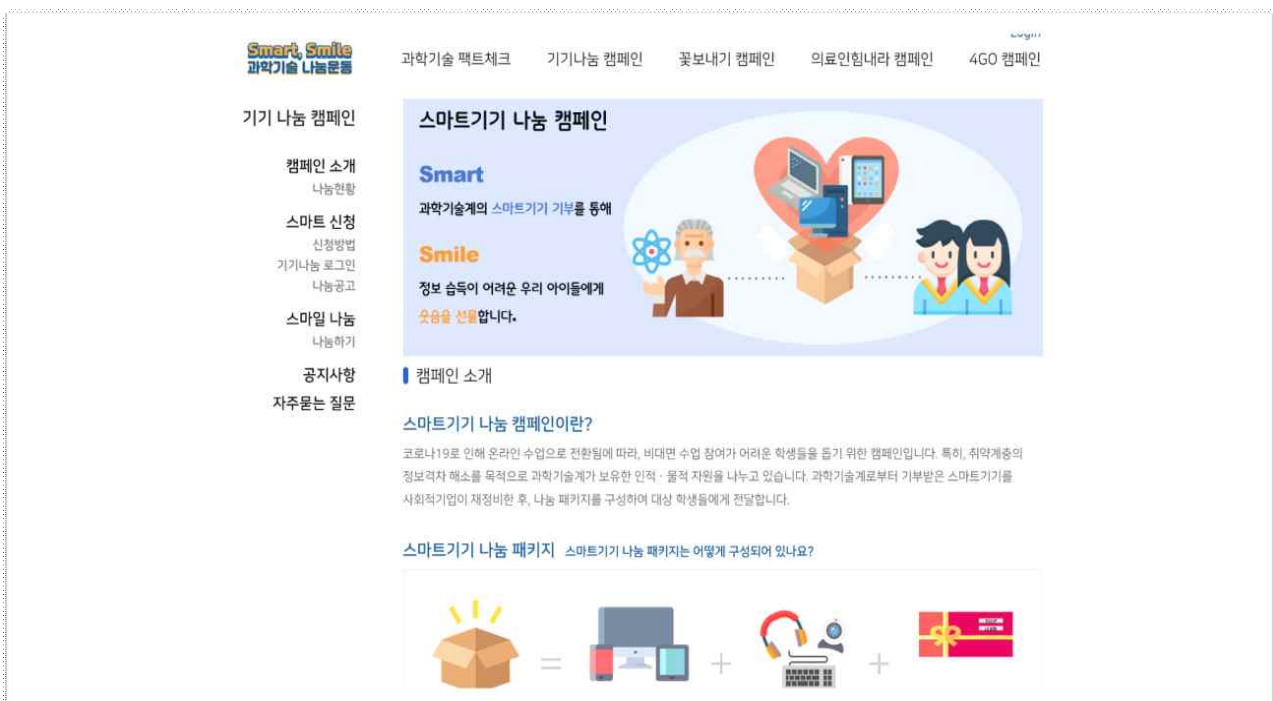 Login
Smart, Smile
과학기술 나눔운동
과학기술 팩트체크
기기나눔 캠페인
꽃보내기 캠페인
의료인힘내라 캠페인
4GO 캠페인
기기 나눔 캠페인
캠페인 소개
나눔현황
스마트 신청
신청방법
기기나눔 로그인
나눔공고
스마일 나눔
나눔하기
공지사항
자주묻는 질문
스마트기기 나눔 캠페인
Smart
과학기술계의 스마트기기 기부를 통해
Smile
정보 습득이 어려운 우리 아이들에게
웃음을 선물합니다.
캠페인 소개
스마트기기 나눔 캠페인이란?
코로나19로 인해 온라인 수업으로 전환됨에 따라, 비대면 수업 참여가 어려운 학생들을 돕기 위한 캠페인입니다. 특히, 취약계층의
정보격차 해소를 목적으로 과학기술계가 보유한 인적 · 물적 자원을 나누고 있습니다. 과학기술계로부터 기부받은 스마트기기를
사회적기업이 재정비한 후, 나눔 패키지를 구성하여 대상 학생들에게 전달합니다.
스마트기기 나눔 패키지 스마트기기 나눔 패키지는 어떻게 구성되어 있나요?